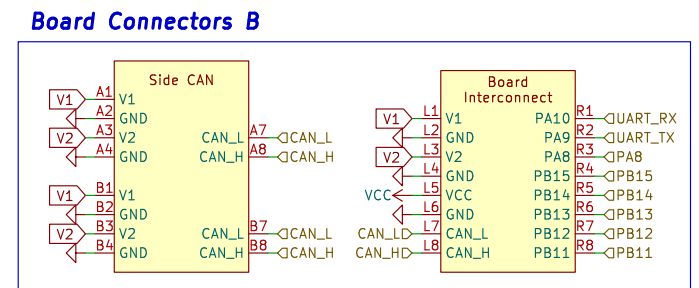 Board Connectors B
Side CAN
V1 A1 V1
A2 GND
V2 A3 V2 CAN_L A7 CAN_L
A4 GND CAN_H A8 CAN_H
V1 B1 V1
B2 GND
V2 B3 V2 CAN_L B7 CAN_L
B4 GND CAN_H B8 CAN_H
Board
Interconnect
V1 L1 V1 PA10 R1 UART_RX
L2 GND PA9 R2 UART_TX
V2 L3 V2 PA8 R3 PA8
L4 GND PB15 R4 PB15
VCC L5 VCC PB14 R5 PB14
L6 GND PB13 R6 PB13
CAN_L L7 CAN_L PB12 R7 PB12
CAN_H L8 CAN_H PB11 R8 PB11